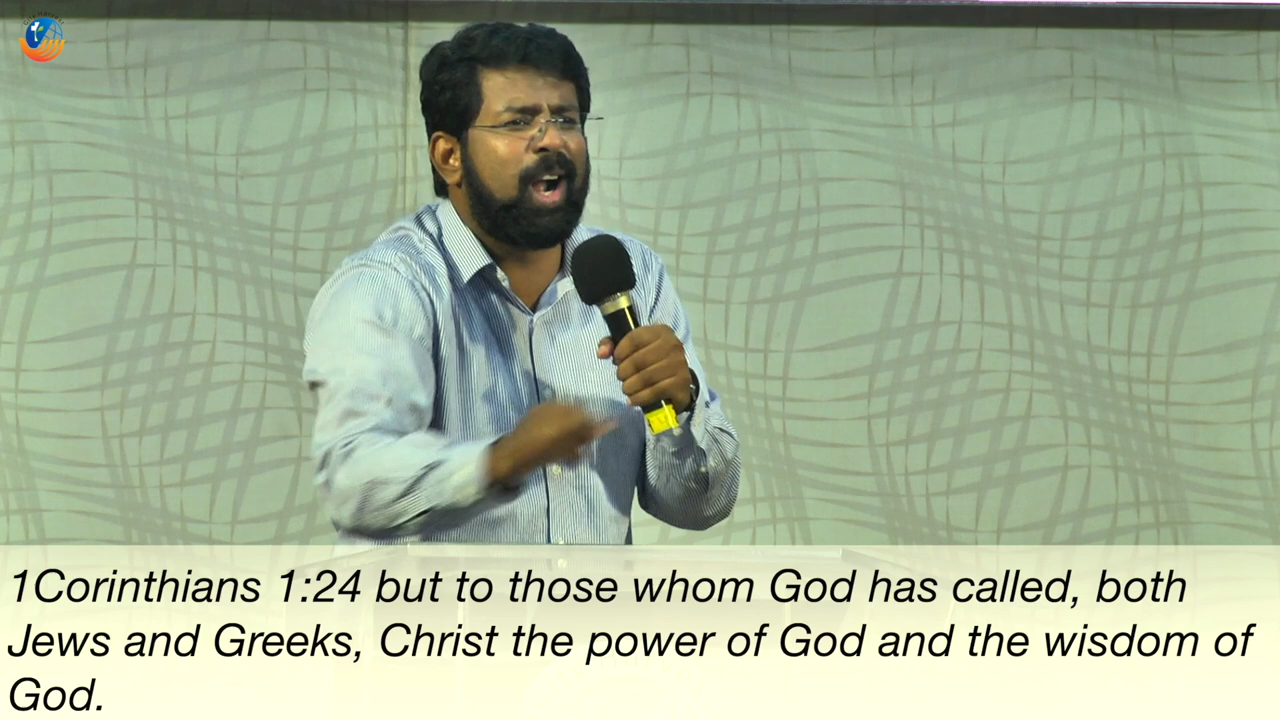 1Corinthians 1:24 but to those whom God has called, both
Jews and Greeks, Christ the power of God and the wisdom of
God.